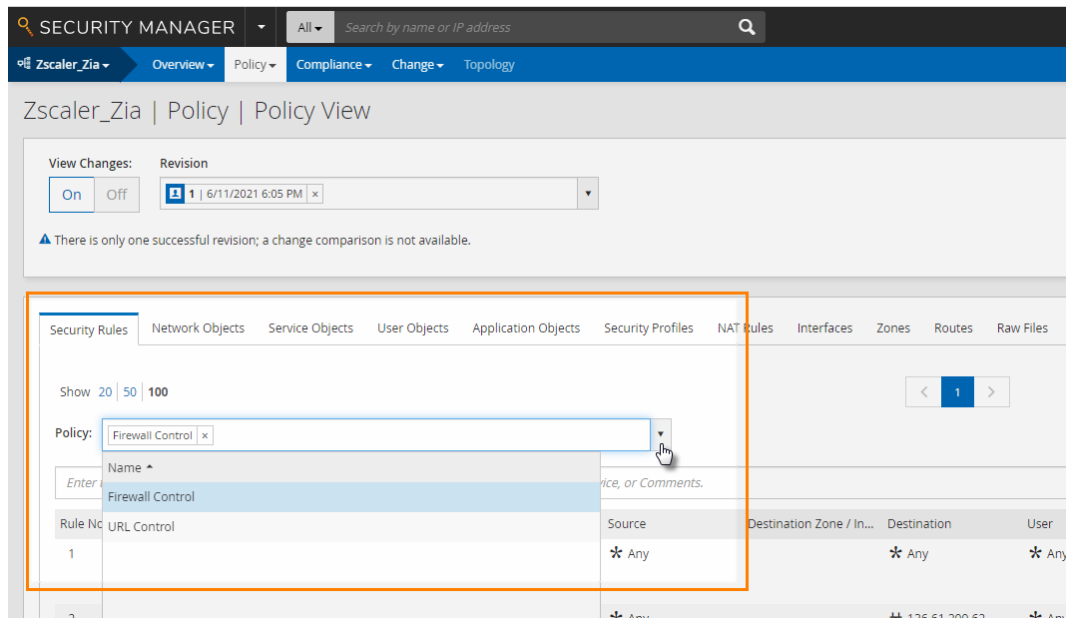 SECURITY MANAGER All Search by name or IP address
Zscaler_Zia Overview Policy Compliance Change Topology
Zscaler_Zia | Policy | Policy View
View Changes: Revision
On Off 1 | 6/11/2021 6:05 PM ×
There is only one successful revision; a change comparison is not available.
Security Rules Network Objects Service Objects User Objects Application Objects Security Profiles NAT Rules Interfaces Zones Routes Raw Files
Show 20 | 50 | 100 < 1 >
Policy: Firewall Control ×
Name
Enter or Comments.
Firewall Control
URL Control
Rule Source Destination Zone / In... Destination User
1 Any Any Any